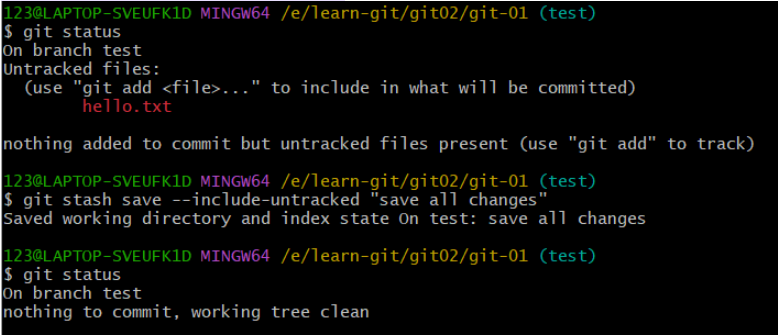 123@LAPTOP-SVEUFK1D MINGW64 /e/learn-git/git02/git-01 (test)
$ git status
On branch test
Untracked files:
  (use "git add <file>..." to include in what will be committed)
        hello.txt

nothing added to commit but untracked files present (use "git add" to track)

123@LAPTOP-SVEUFK1D MINGW64 /e/learn-git/git02/git-01 (test)
$ git stash save --include-untracked "save all changes"
Saved working directory and index state On test: save all changes

123@LAPTOP-SVEUFK1D MINGW64 /e/learn-git/git02/git-01 (test)
$ git status
On branch test
nothing to commit, working tree clean